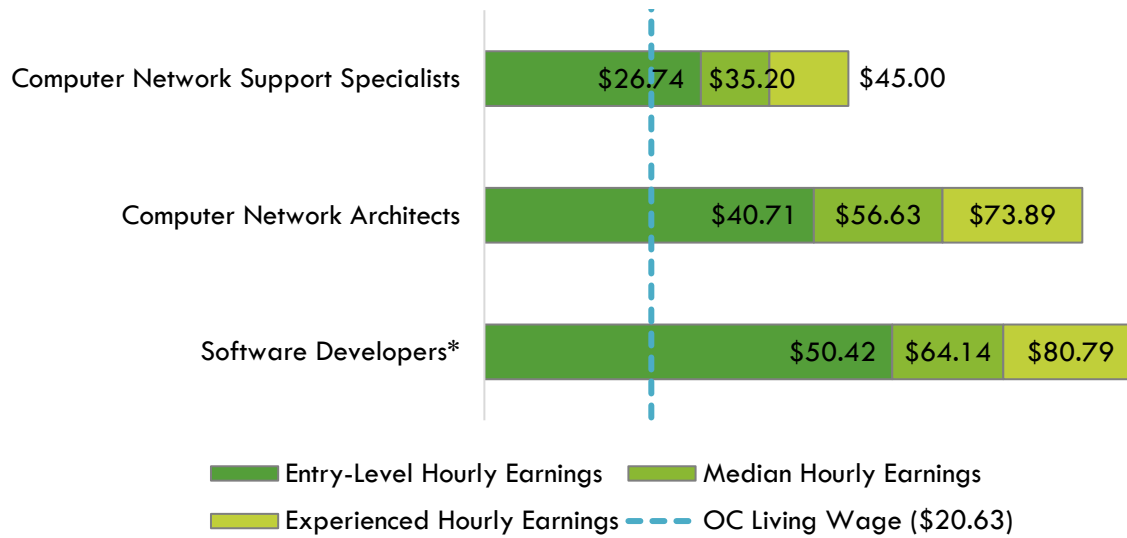 Computer Network Support Specialists $26.74 $35.20 $45.00
Computer Network Architects $40.71 $56.63 $73.89
Software Developers* $50.42 $64.14 $80.79
Entry-Level Hourly Earnings Median Hourly Earnings
Experienced Hourly Earnings OC Living Wage ($20.63)